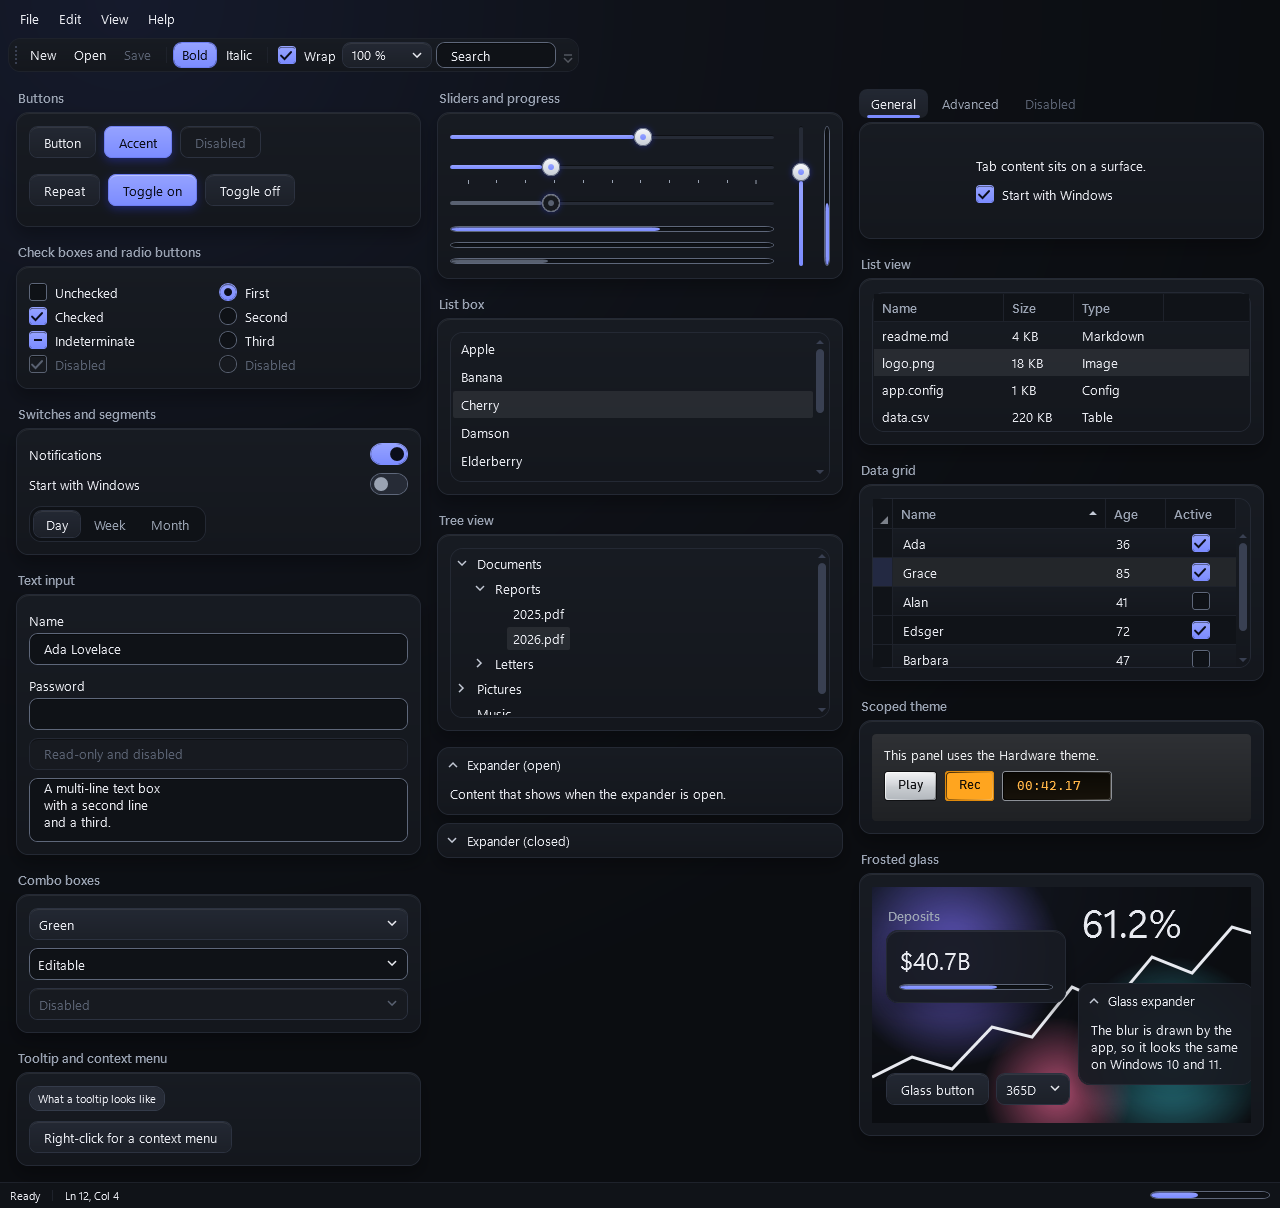 File Edit View Help
New Open Save Bold Italic Wrap 100 % Search
Buttons
Button Accent Disabled
Repeat Toggle on Toggle off
Check boxes and radio buttons
Unchecked First
Checked Second
Indeterminate Third
Disabled Disabled
Switches and segments
Notifications
Start with Windows
Day Week Month
Text input
Name
Ada Lovelace
Password
Read-only and disabled
A multi-line text box
with a second line
and a third.
Combo boxes
Green
Editable
Disabled
Tooltip and context menu
What a tooltip looks like
Right-click for a context menu
Sliders and progress
List box
Apple
Banana
Cherry
Damson
Elderberry
Tree view
Documents
Reports
2025.pdf
2026.pdf
Letters
Pictures
Music
Expander (open)
Content that shows when the expander is open.
Expander (closed)
General Advanced Disabled
Tab content sits on a surface.
Start with Windows
List view
Name Size Type
readme.md 4 KB Markdown
logo.png 18 KB Image
app.config 1 KB Config
data.csv 220 KB Table
Data grid
Name Age Active
Ada 36
Grace 85
Alan 41
Edsger 72
Barbara 47
Scoped theme
This panel uses the Hardware theme.
Play Rec 00:42.17
Frosted glass
Deposits
61.2%
$40.7B
Glass expander
The blur is drawn by the
app, so it looks the same
on Windows 10 and 11.
Glass button 365D
Ready Ln 12, Col 4